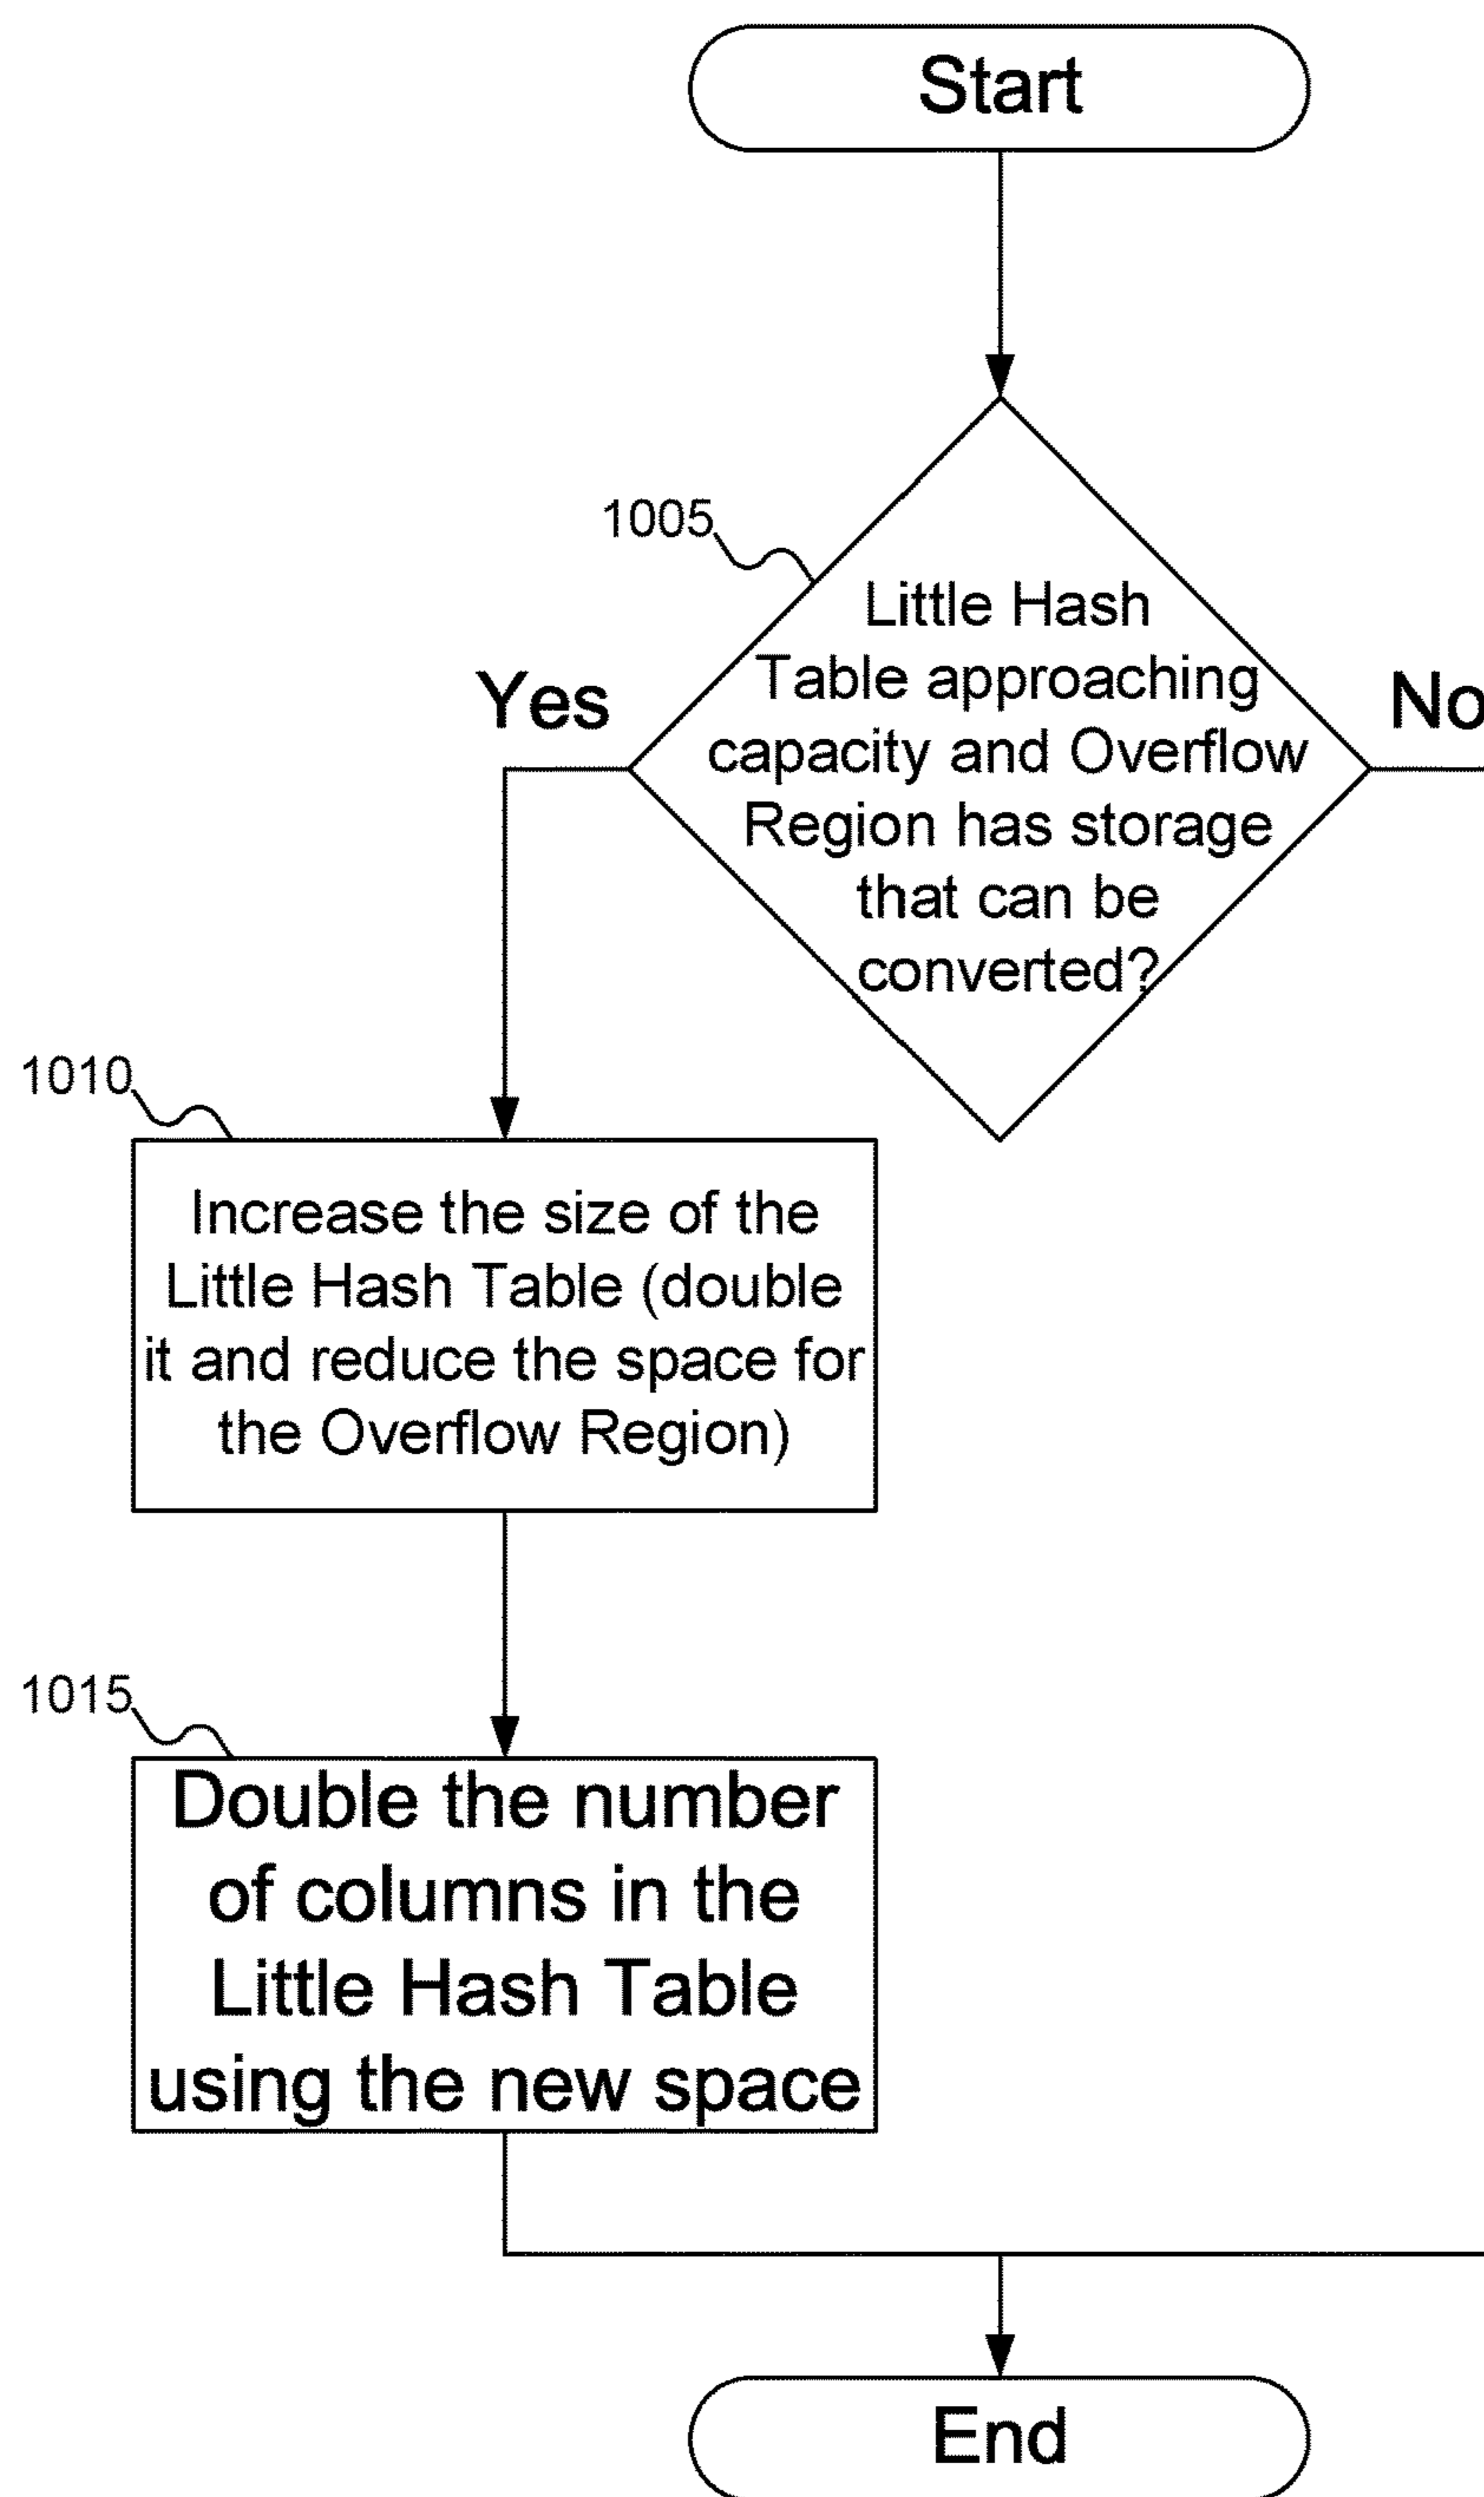 Start
1005
Little Hash
Table approaching
capacity and Overflow
Region has storage
that can be
converted?
Yes
No
1010
Increase the size of the
Little Hash Table (double
it and reduce the space for
the Overflow Region)
1015
Double the number
of columns in the
Little Hash Table
using the new space
End